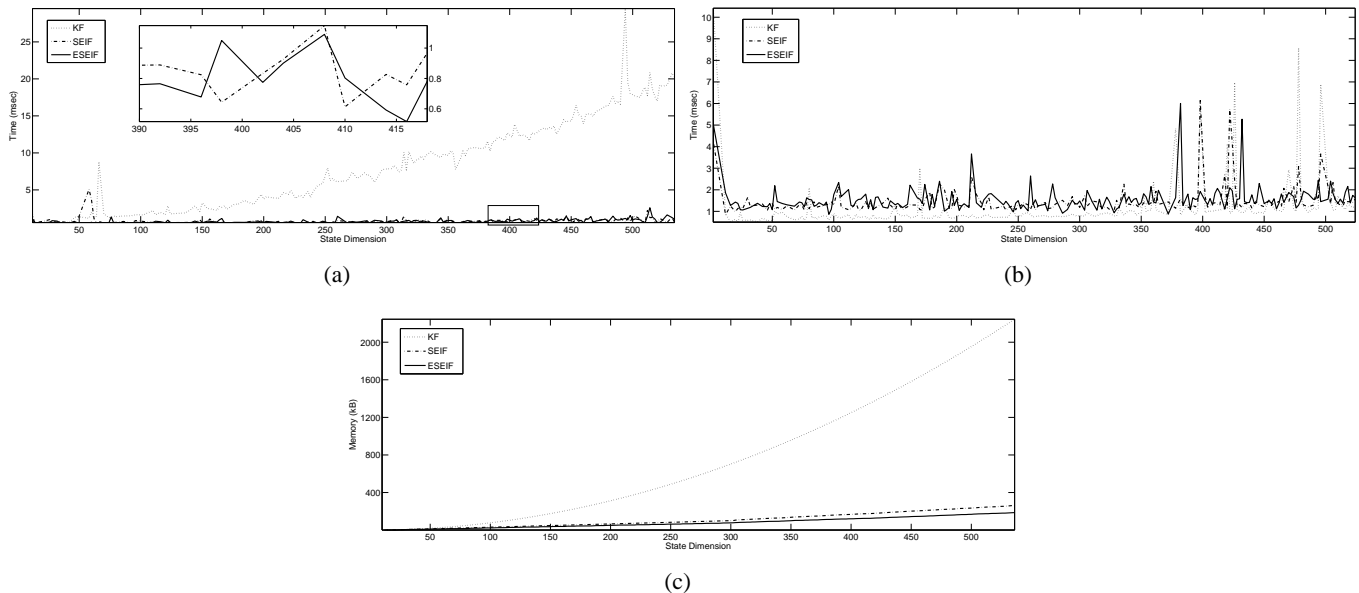 KF
SEIF
ESEIF
25
20
15
10
5
Time (msec)
1
0.8
0.6
390 395 400 405 410 415
50 100 150 200 250 300 350 400 450 500
State Dimension
(a)
KF
SEIF
ESEIF
10
9
8
7
6
5
4
3
2
1
Time (msec)
50 100 150 200 250 300 350 400 450 500
State Dimension
(b)
KF
SEIF
ESEIF
2000
1600
1200
800
400
Memory (kB)
50 100 150 200 250 300 350 400 450 500
State Dimension
(c)